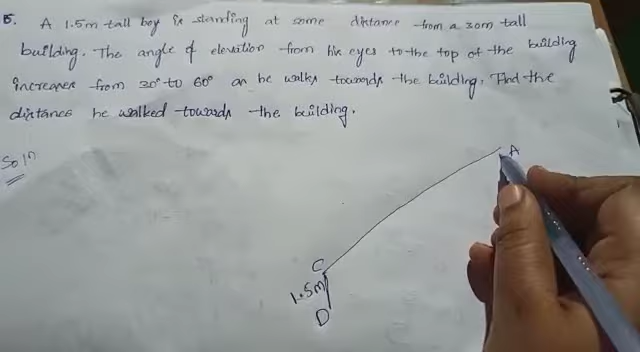 5. A 1.5m tall boy is standing at some distance from a 30m tall
building. The angle of elevation from his eyes to the top of the building
increases from 30° to 60° as he walks towards the building. Find the
distance he walked towards the building.
Soln
A
C
1.5m
D